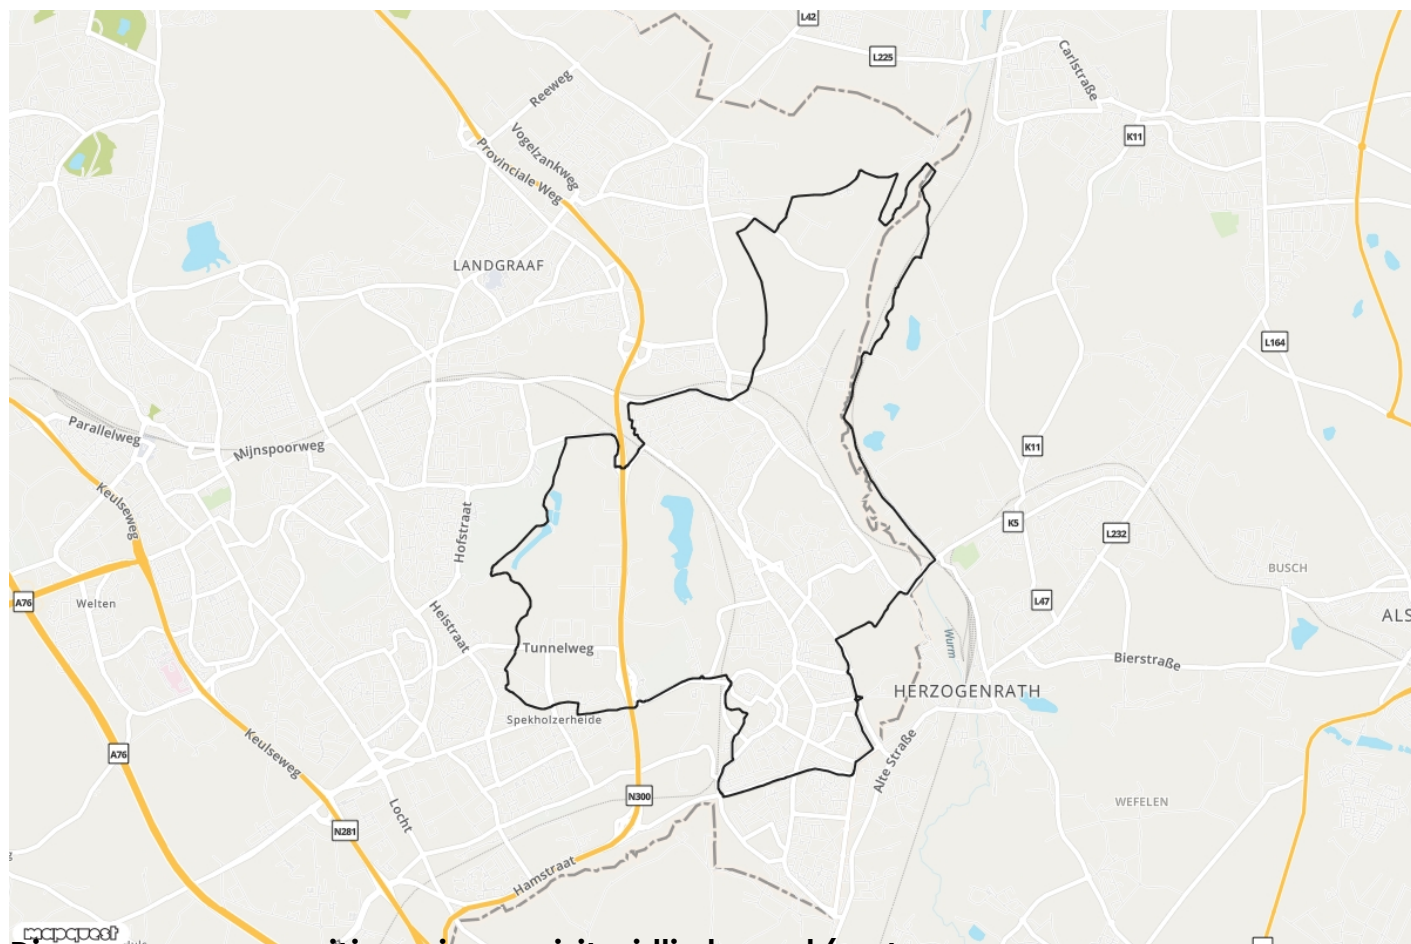 L42
L225
Carlstraße
K11
Reeweg
Vogelzankweg
Provinciale Weg
LANDGRAAF
L164
Parallelweg
Mijnspoorweg
K11
Keulseweg
Hofstraat
K5
L232
BUSCH
A76
Welten
Heistraat
L47
ALS
Wurm
Tunnelweg
Bierstraße
HERZOGENRATH
Spekholzerheide
Keulseweg
A76
Alte Straße
N300
WEFELEN
Locht
N281
Hamstraat
mapquest